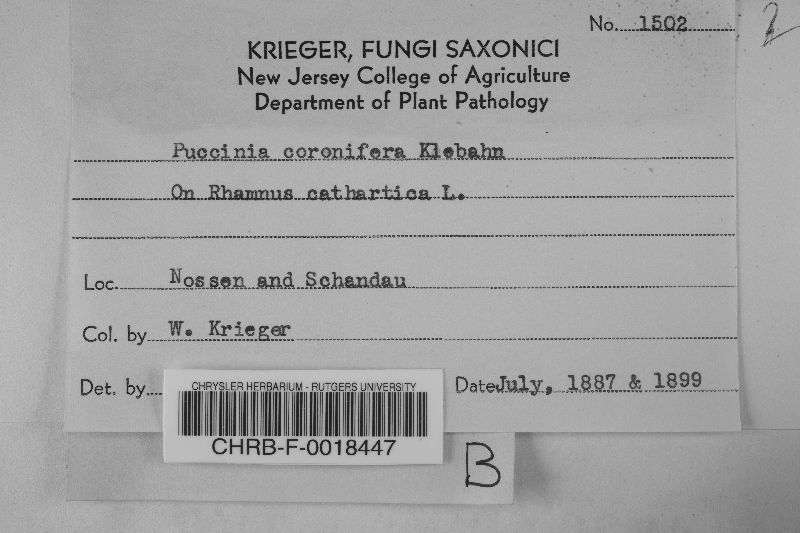 No. 1502
2
KRIEGER, FUNGI SAXONICI
New Jersey College of Agriculture
Department of Plant Pathology
Puccinia coronifera Klebahn
On Rhamnus cathartica L.
Loc. Nossen and Schandau
Col. by W. Krieger
Det. by
Date July, 1887 & 1899
CHRYSLER HERBARIUM - RUTGERS UNIVERSITY
CHRB-F-0018447
B